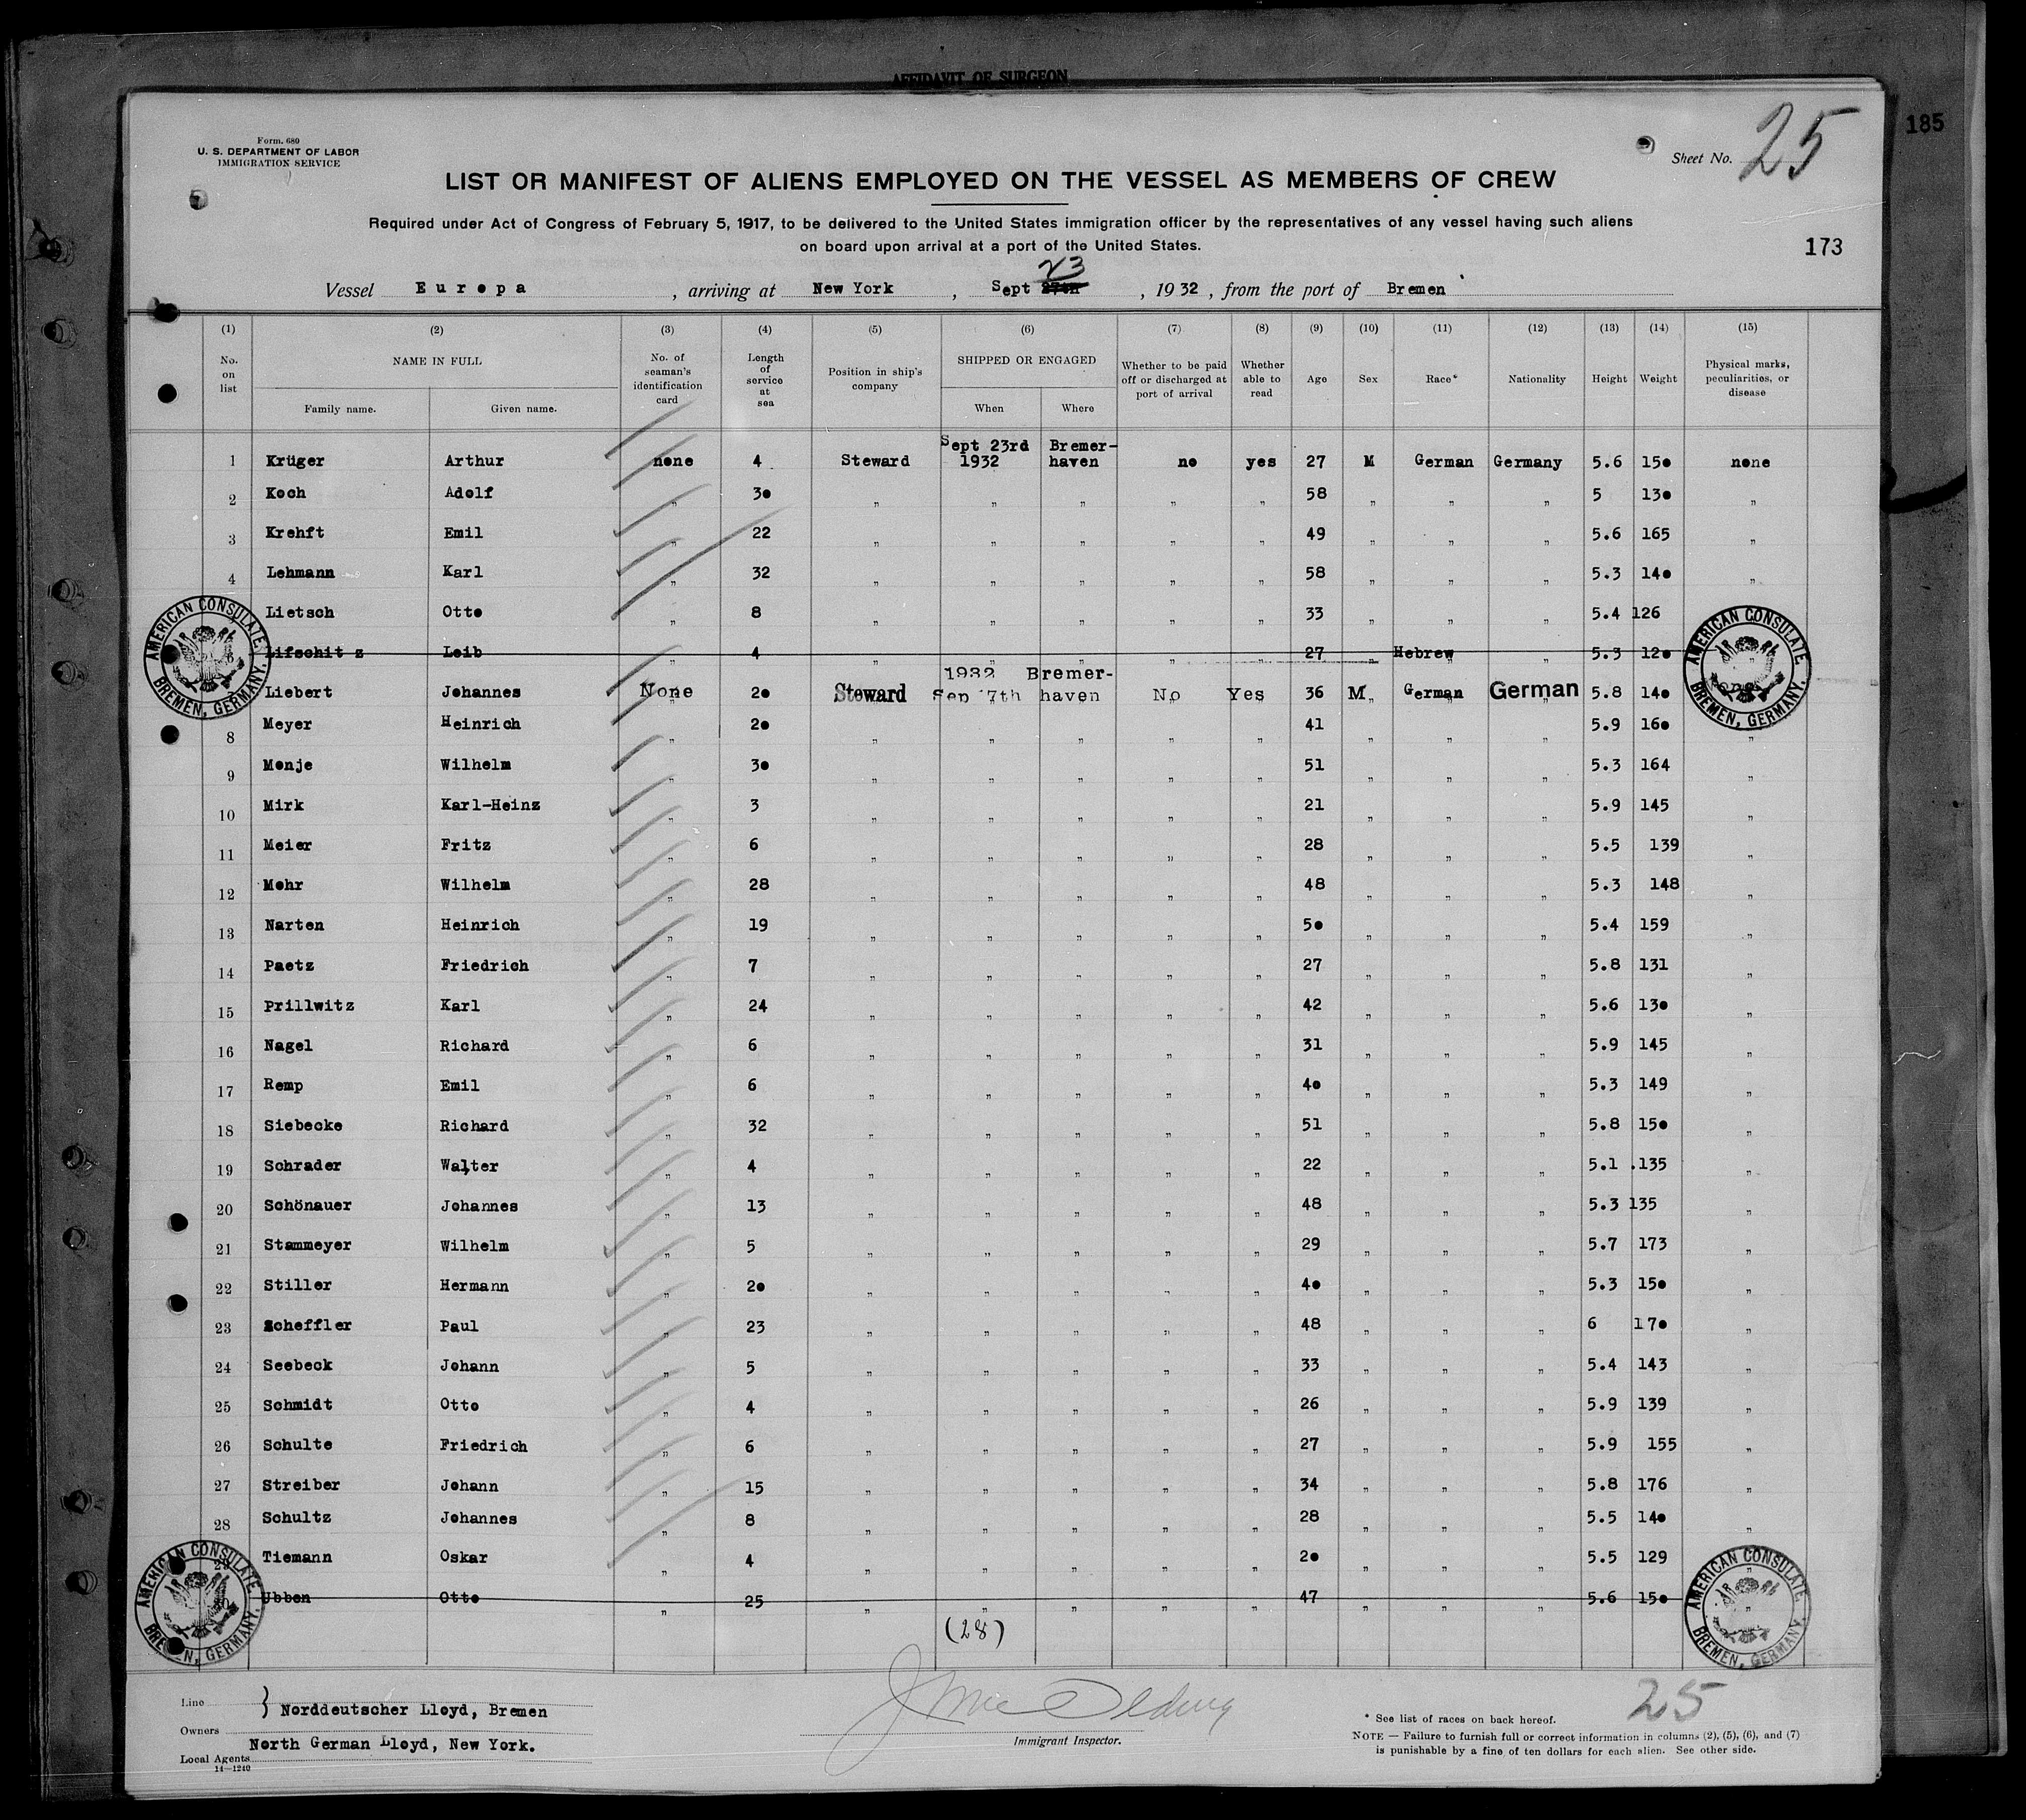 AFFIDAVIT OF SURGEON
185
Form. 680
U. S. DEPARTMENT OF LABOR
IMMIGRATION SERVICE
Sheet No. 25
LIST OR MANIFEST OF ALIENS EMPLOYED ON THE VESSEL AS MEMBERS OF CREW
Required under Act of Congress of February 5, 1917, to be delivered to the United States immigration officer by the representatives of any vessel having such aliens
on board upon arrival at a port of the United States.
173
23
Vessel Europa , arriving at New York , Sept 27th , 1932 , from the port of Bremen
(1) (2) (3) (4) (5) (6) (7) (8) (9) (10) (11) (12) (13) (14) (15)
No. on list NAME IN FULL Family name. Given name. No. of seaman's identification card Length of service at sea Position in ship's company SHIPPED OR ENGAGED When Where Whether to be paid off or discharged at port of arrival Whether able to read Age Sex Race* Nationality Height Weight Physical marks, peculiarities, or disease
Sept 23rd Bremer-
1 Krüger Arthur none 4 Steward 1932 haven no yes 27 M German Germany 5.6 150 none
2 Koch Adolf " 30 " " " " " 58 " " " 5 130 "
3 Krehft Emil " 22 " " " " " 49 " " " 5.6 165 "
4 Lehmann Karl " 32 " " " " " 58 " " " 5.3 140 "
Lietsch Otto " 8 " " " " " 33 " " " 5.4 126
6 Lifschitz Leib " 4 " " " " " 27 " Hebrew " 5.3 120 "
1932 Bremer-
Liebert Johannes None 20 Steward Sep 7th haven No Yes 36 M. German German 5.8 140
8 Meyer Heinrich " 20 " " " " " 41 " " " 5.9 160 "
9 Monje Wilhelm " 30 " " " " " 51 " " " 5.3 164 "
10 Mirk Karl-Heinz " 3 " " " " " 21 " " " 5.9 145 "
11 Meier Fritz " 6 " " " " " 28 " " " 5.5 139 "
12 Mohr Wilhelm " 28 " " " " " 48 " " " 5.3 148 "
13 Narten Heinrich " 19 " " " " " 50 " " " 5.4 159 "
14 Paetz Friedrich " 7 " " " " " 27 " " " 5.8 131 "
15 Prillwitz Karl " 24 " " " " " 42 " " " 5.6 130 "
16 Nagel Richard " 6 " " " " " 31 " " " 5.9 145 "
17 Remp Emil " 6 " " " " " 40 " " " 5.3 149 "
18 Siebecke Richard " 32 " " " " " 51 " " " 5.8 150 "
19 Schrader Walter " 4 " " " " " 22 " " " 5.1 135 "
20 Schönauer Johannes " 13 " " " " " 48 " " " 5.3 135 "
21 Stammeyer Wilhelm " 5 " " " " " 29 " " " 5.7 173 "
22 Stiller Hermann " 20 " " " " " 40 " " " 5.3 150 "
23 Scheffler Paul " 23 " " " " " 48 " " " 6 170 "
24 Seebeck Johann " 5 " " " " " 33 " " " 5.4 143 "
25 Schmidt Otto " 4 " " " " " 26 " " " 5.9 139 "
26 Schulte Friedrich " 6 " " " " " 27 " " " 5.9 155 "
27 Streiber Johann " 15 " " " " " 34 " " " 5.8 176 "
28 Schultz Johannes " 8 " " " " " 28 " " " 5.5 140 "
29 Tiemann Oskar " 4 " " " " " 20 " " " 5.5 129 "
Ubben Otto " 25 " " " " " 47 " " " 5.6 150 "
AMERICAN CONSULATE BREMEN, GERMANY.
AMERICAN CONSULATE BREMEN, GERMANY.
AMERICAN CONSULATE BREMEN, GERMANY.
AMERICAN CONSULATE BREMEN, GERMANY.
(28)
Line
} Norddeutscher Lloyd, Bremen
Owners
North German Lloyd, New York.
Local Agents
14—1240
Immigrant Inspector.
25
* See list of races on back hereof.
NOTE — Failure to furnish full or correct information in columns (2), (5), (6), and (7)
is punishable by a fine of ten dollars for each alien. See other side.